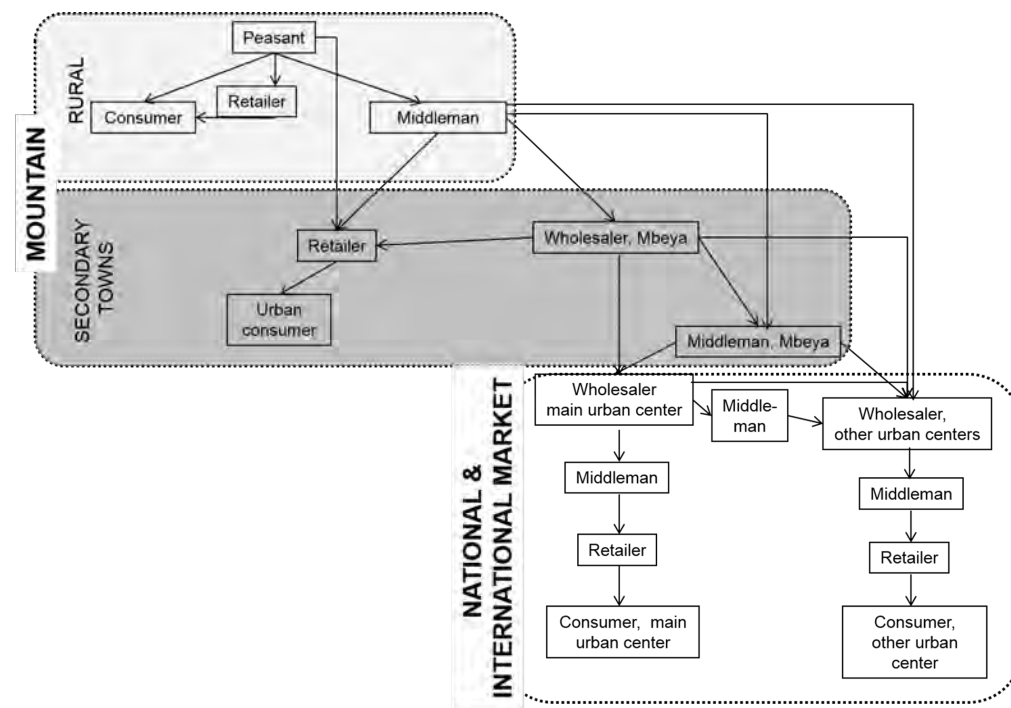 MOUNTAIN
RURAL
Peasant
Retailer
Consumer
Middleman
SECONDARY
TOWNS
Retailer
Wholesaler, Mbeya
Urban
consumer
Middleman, Mbeya
NATIONAL &
INTERNATIONAL MARKET
Wholesaler
main urban center
Middle-
man
Wholesaler,
other urban centers
Middleman
Middleman
Retailer
Retailer
Consumer, main
urban center
Consumer,
other urban
center